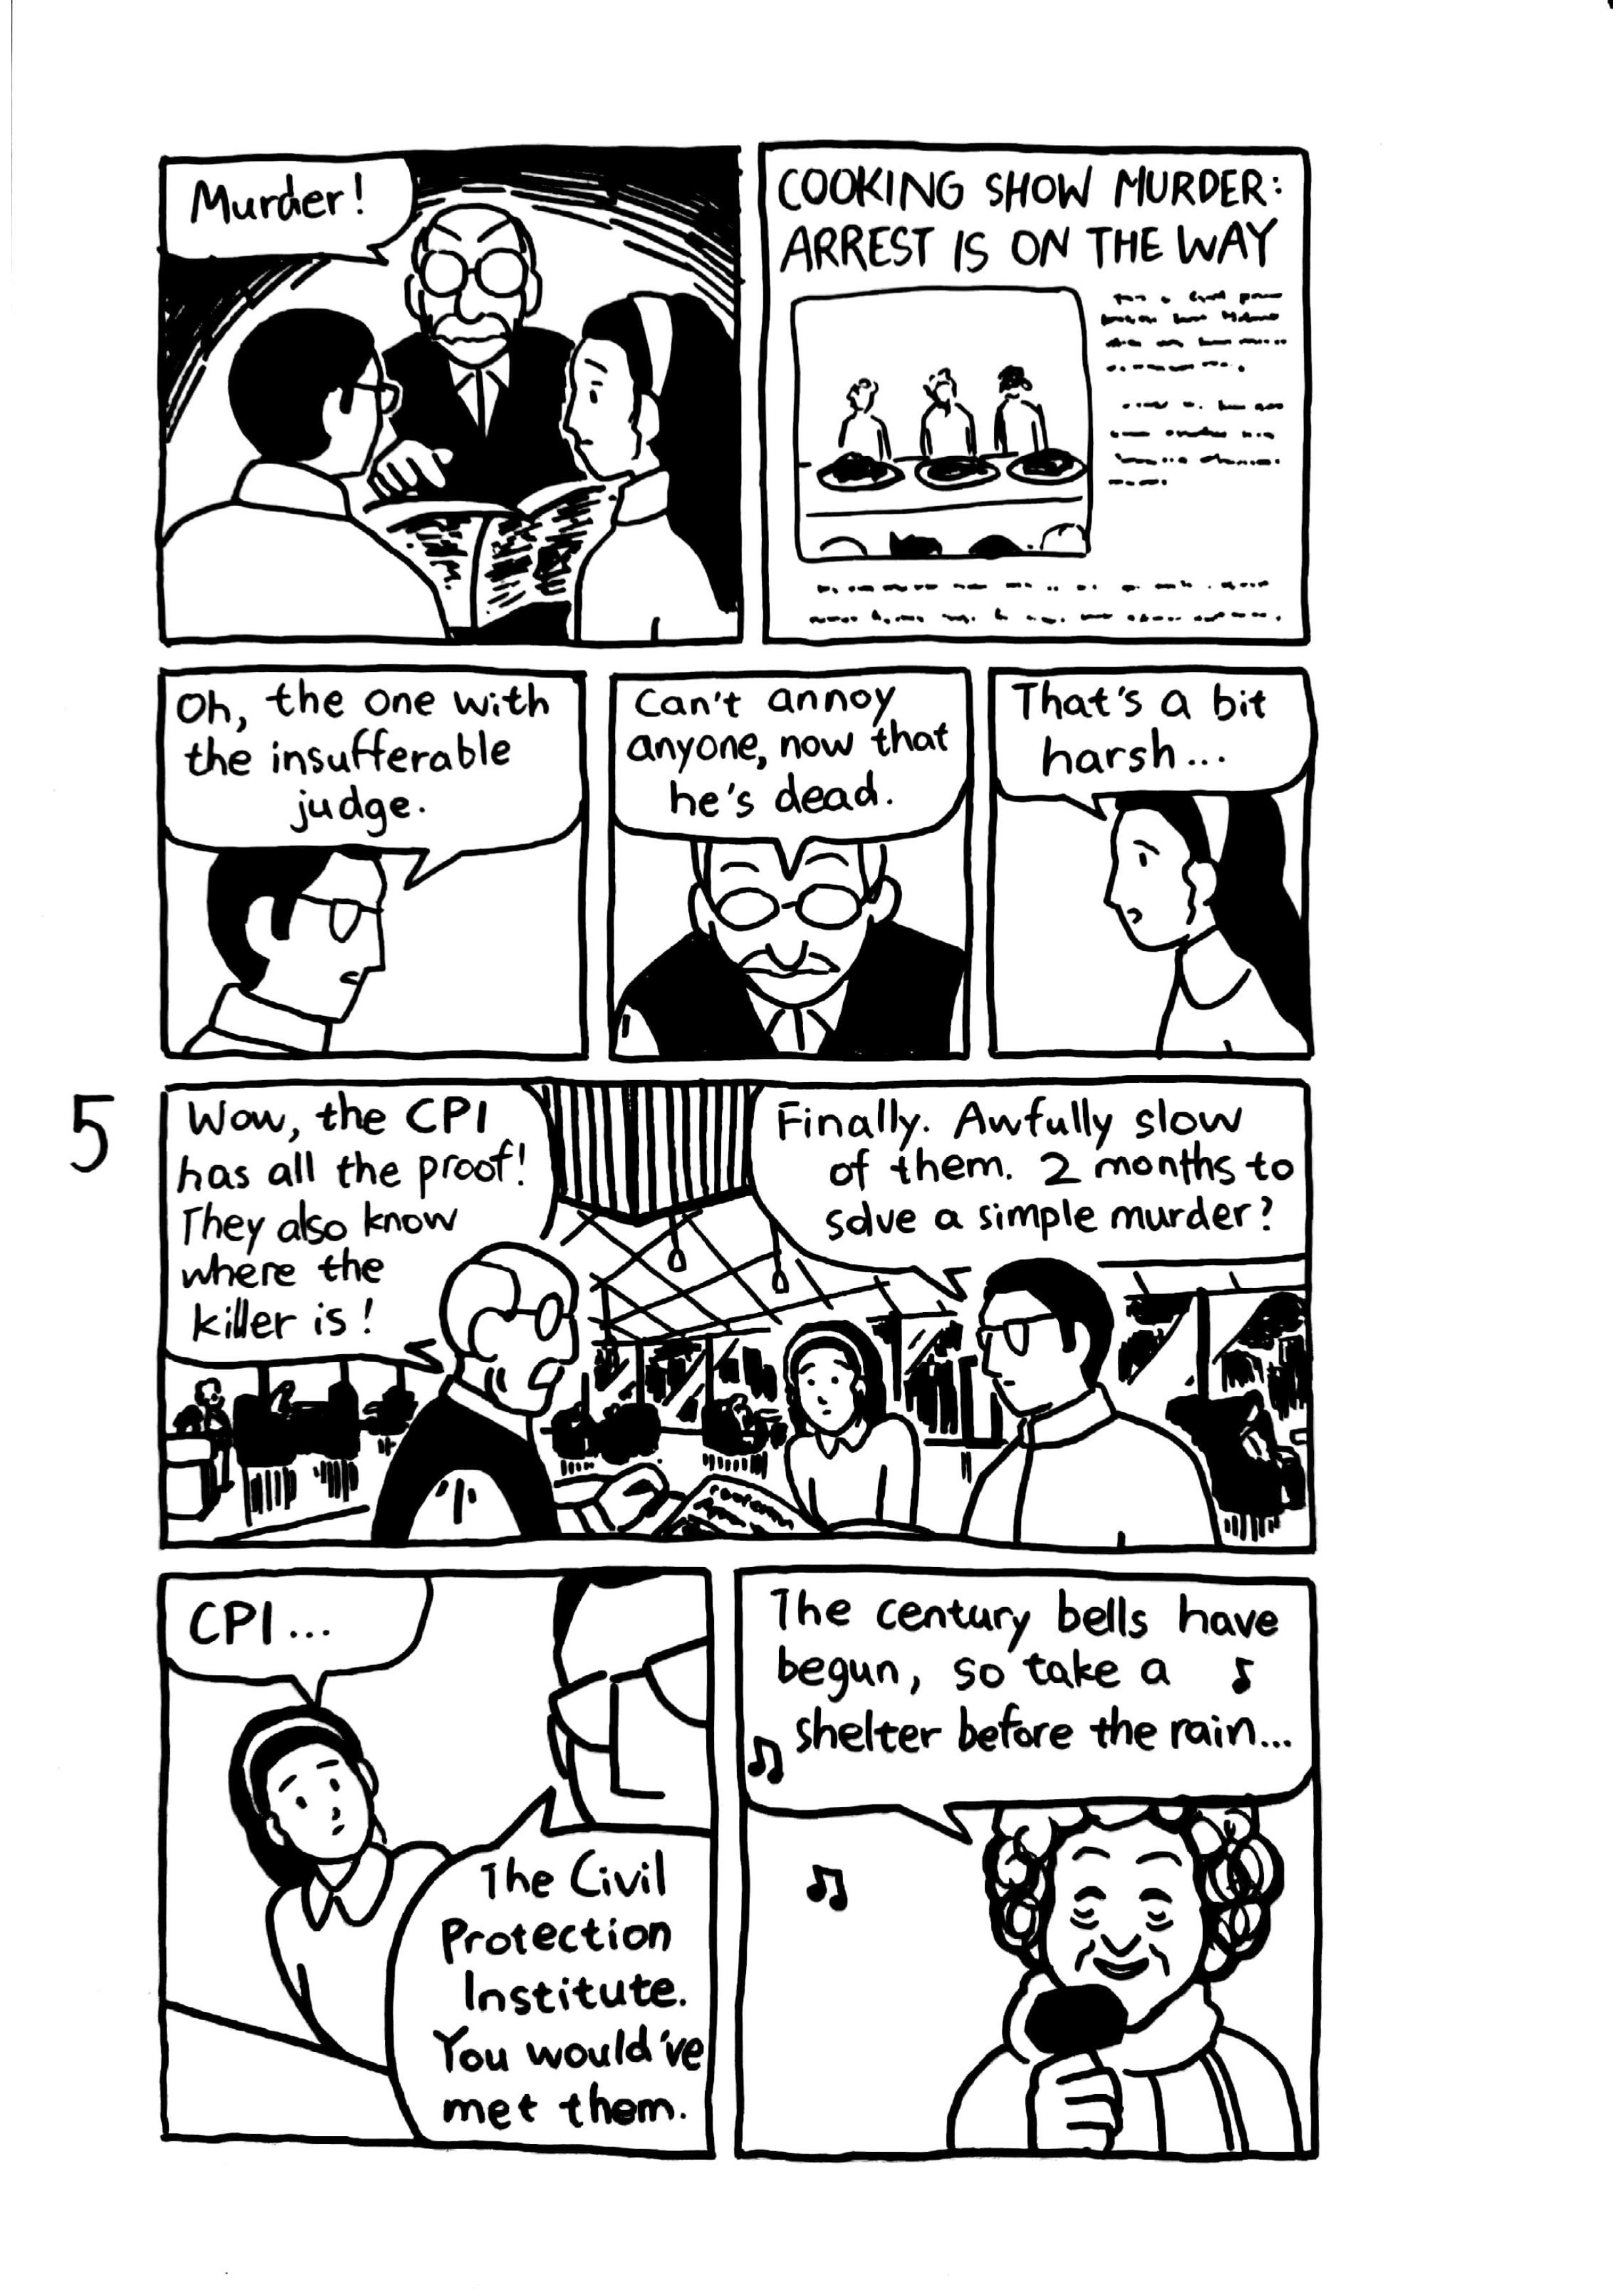 Murder!
COOKING SHOW MURDER:
ARREST IS ON THE WAY
Oh, the one with
the insufferable
judge.
Can't annoy
anyone, now that
he's dead.
That's a bit
harsh...
5
Wow, the CPI
has all the proof!
They also know
where the
killer is!
Finally. Awfully slow
of them. 2 months to
solve a simple murder?
CPI...
The Civil
Protection
Institute.
You would've
met them.
The century bells have
begun, so take a
shelter before the rain...